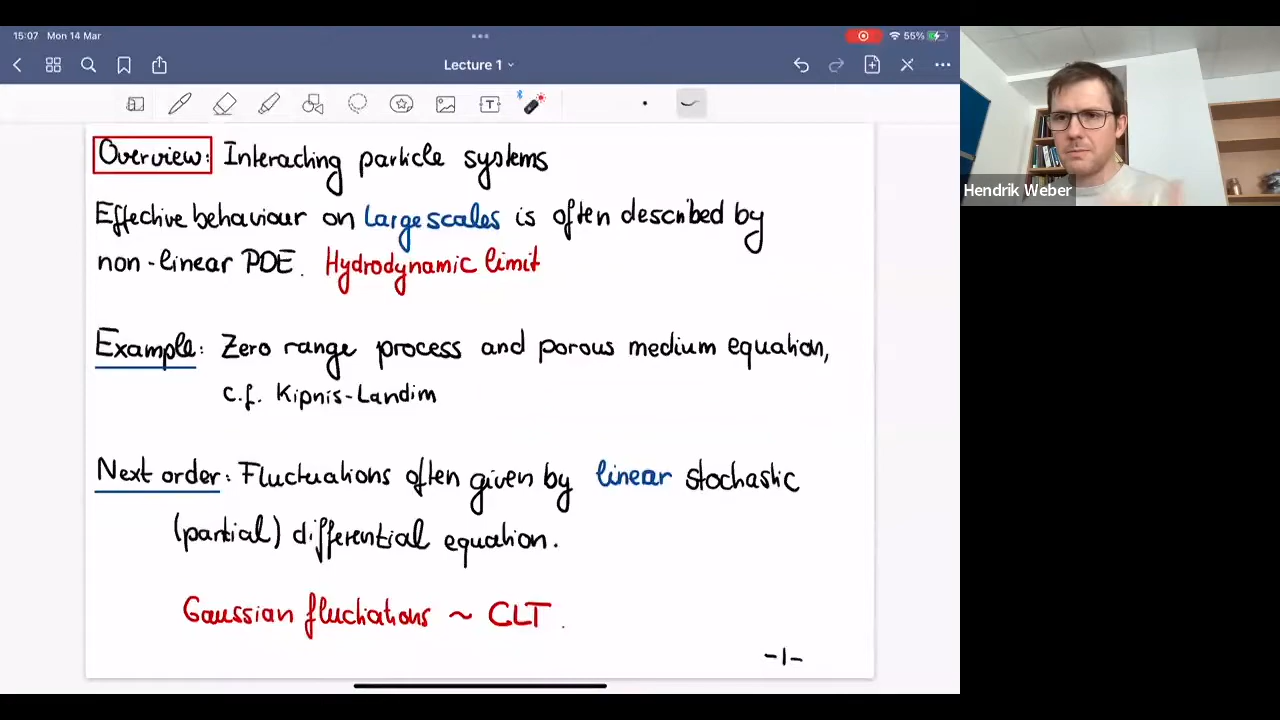 15:07 Mon 14 Mar
55%
Lecture 1
T
Hendrik Weber
Overview: Interacting particle systems
Effective behaviour on large scales is often described by
non-linear PDE. Hydrodynamic limit
Example: Zero range process and porous medium equation,
c.f. Kipnis-Landim
Next order: Fluctuations often given by linear stochastic
(partial) differential equation.
Gaussian fluctuations ~ CLT.
-1-